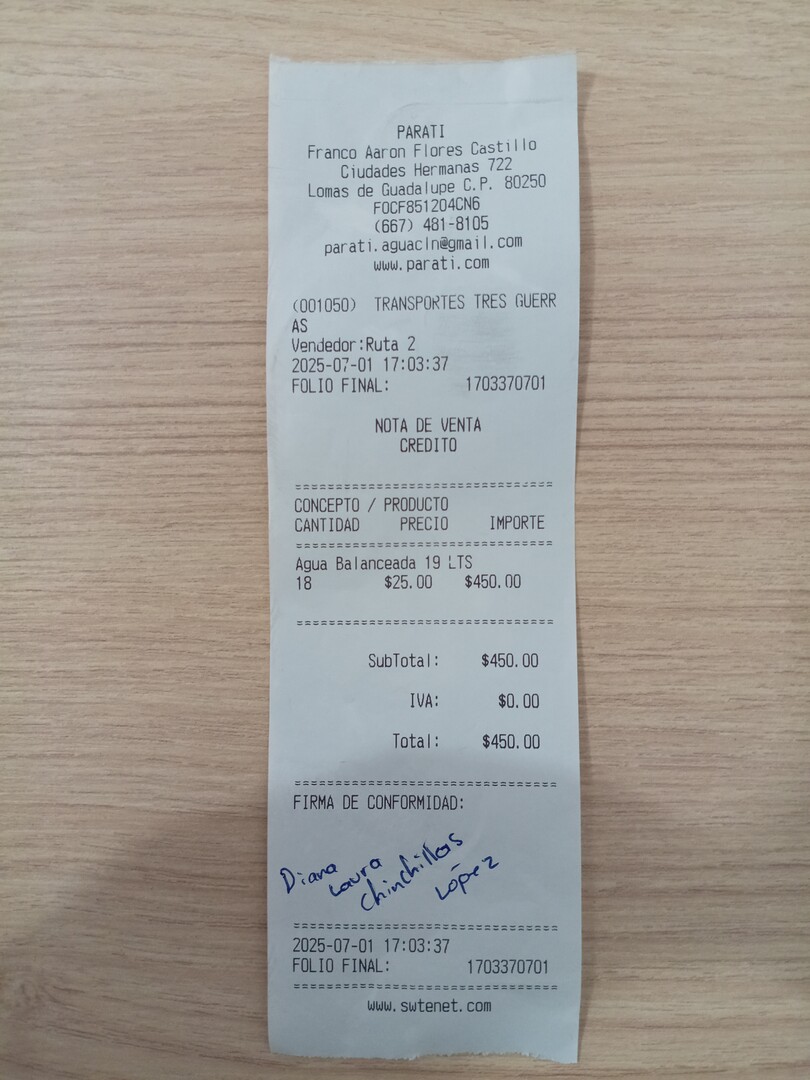 PARATI
Franco Aaron Flores Castillo
Ciudades Hermanas 722
Lomas de Guadalupe C.P. 80250
FOCF851204CN6
(667) 481-8105
parati.aguacln@gmail.com
www.parati.com
(001050) TRANSPORTES TRES GUERR
AS
Vendedor:Ruta 2
2025-07-01 17:03:37
FOLIO FINAL: 1703370701
NOTA DE VENTA
CREDITO
================================
CONCEPTO / PRODUCTO
CANTIDAD PRECIO IMPORTE
================================
Agua Balanceada 19 LTS
18 $25.00 $450.00
================================
SubTotal: $450.00
IVA: $0.00
Total: $450.00
================================
FIRMA DE CONFORMIDAD:
Diana Laura Chinchillas López
================================
2025-07-01 17:03:37
FOLIO FINAL: 1703370701
================================
www.swtenet.com